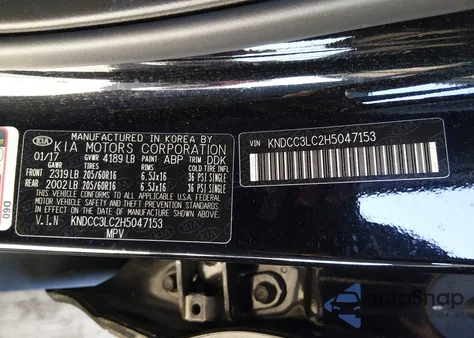 MANUFACTURED IN KOREA BY
KIA KIA MOTORS CORPORATION
01/17 GVWR 4189 LB PAINT ABP TRIM DDK
GAWR TIRES RIMS COLD TIRE INFL
FRONT 2319 LB 205/60R16 6.5Jx16 36 PSI SINGLE
REAR 2002 LB 205/60R16 6.5Jx16 36 PSI SINGLE
THIS VEHICLE CONFORMS TO ALL APPLICABLE FEDERAL
MOTOR VEHICLE SAFETY AND THEFT PREVENTION STANDARDS
IN EFFECT ON THE DATE OF MANUFACTURE SHOWN ABOVE.
V.I.N KNDCC3LC2H5047153
MPV
VIN KNDCC3LC2H5047153
D60
autoSnap